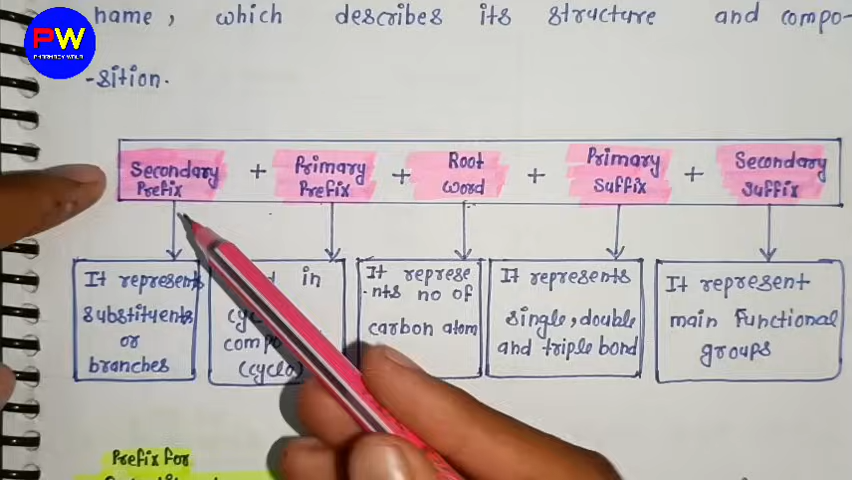 name, which describes its structure and compo-
-sition.
PW
PHARMACY WALA
Secondary Prefix + Primary Prefix + Root word + Primary Suffix + Secondary Suffix
It represents
substituents
or
branches
in
compo
(cyclo)
It represe
-nts no of
carbon atom
It represents
single, double
and triple bond
It represent
main functional
groups
Prefix for